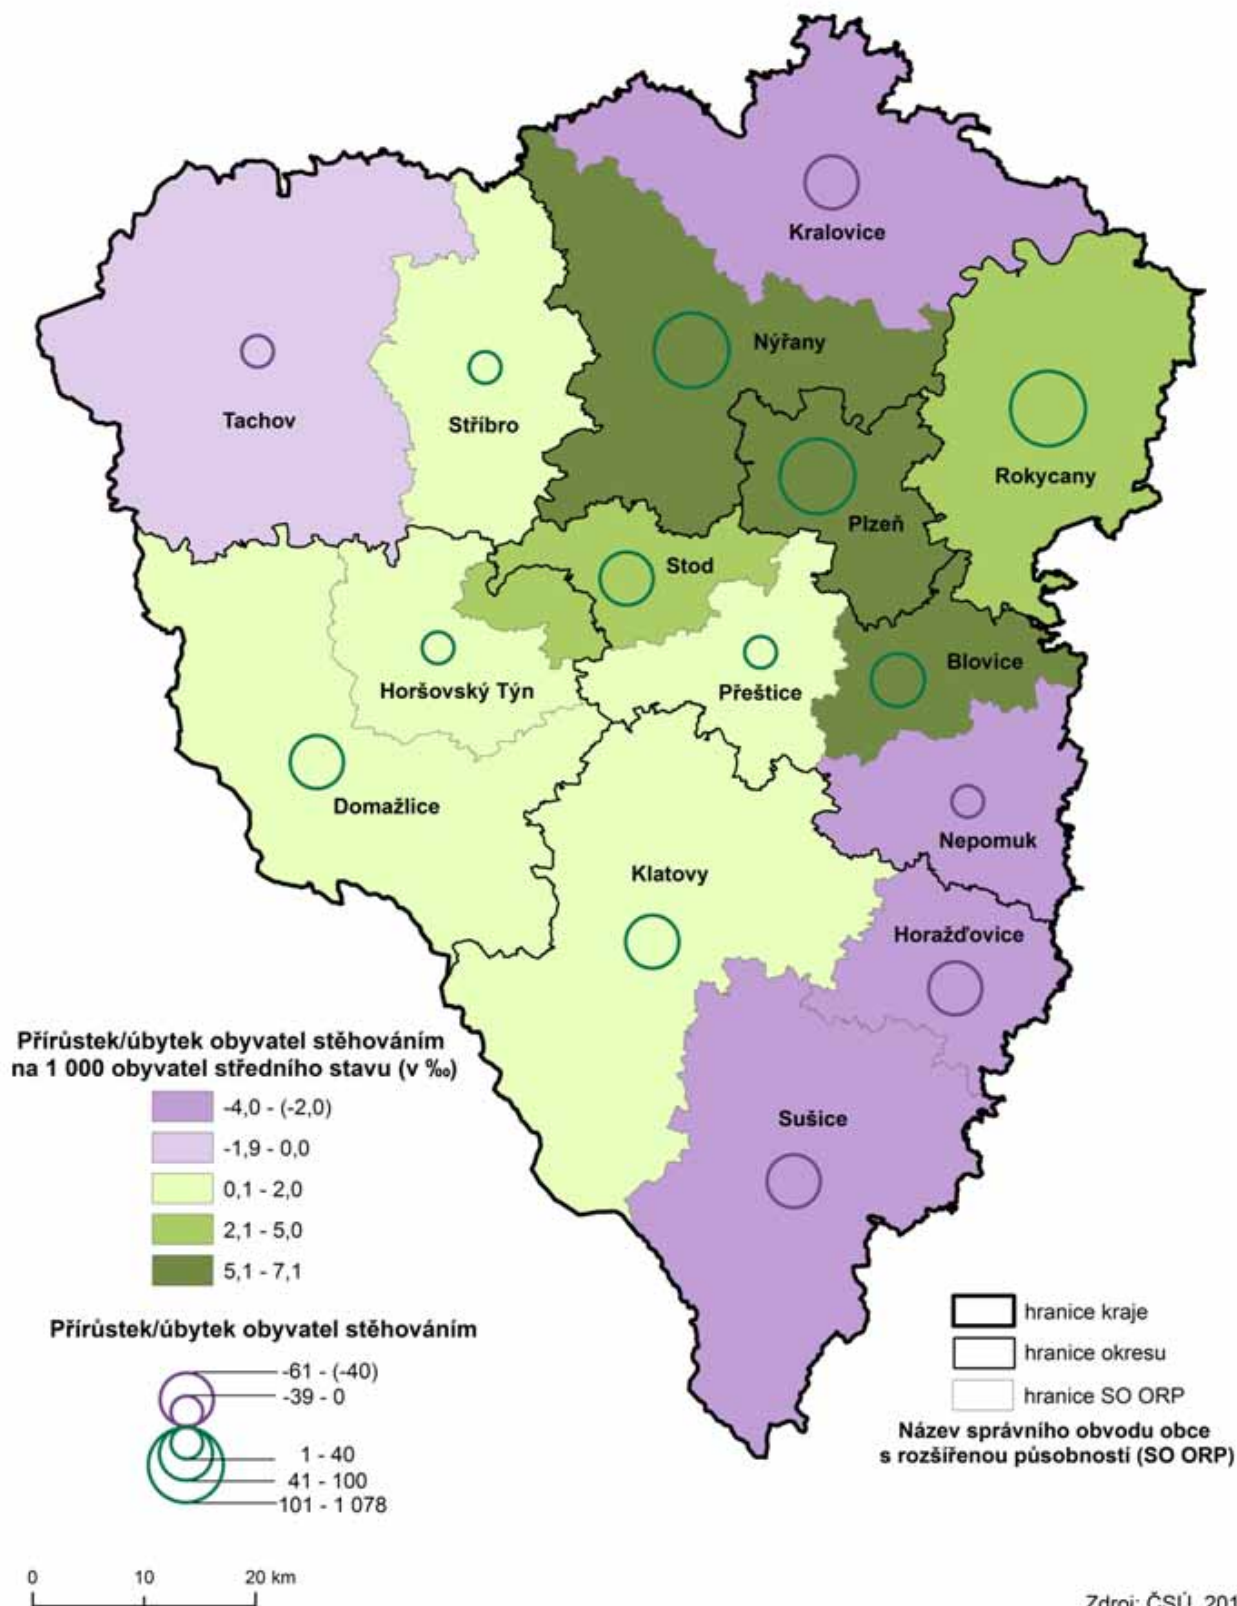 Kralovice
Nýřany
Tachov
Stříbro
Rokycany
Plzeň
Stod
Blovice
Horšovský Týn
Přeštice
Domažlice
Nepomuk
Klatovy
Horažďovice
Sušice
Přírůstek/úbytek obyvatel stěhováním
na 1 000 obyvatel středního stavu (v ‰)
-4,0 - (-2,0)
-1,9 - 0,0
0,1 - 2,0
2,1 - 5,0
5,1 - 7,1
Přírůstek/úbytek obyvatel stěhováním
-61 - (-40)
-39 - 0
1 - 40
41 - 100
101 - 1 078
hranice kraje
hranice okresu
hranice SO ORP
Název správního obvodu obce
s rozšířenou působností (SO ORP)
0 10 20 km
Zdroj: ČSÚ, 201